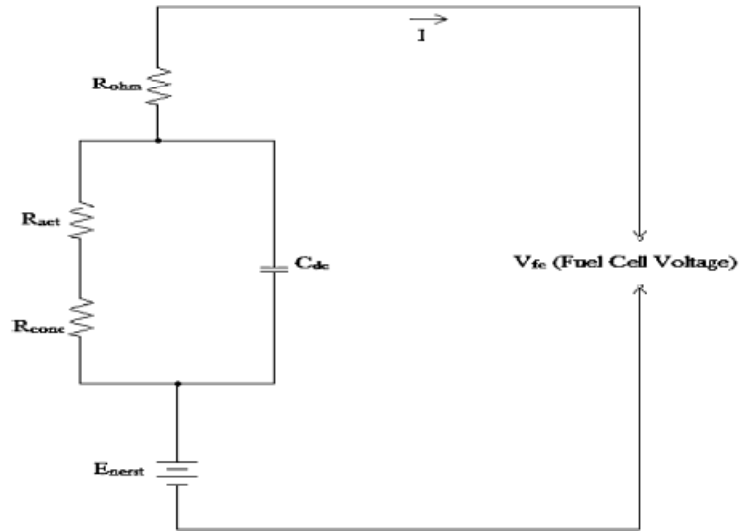 I
Rohm
Ract
Cdc
Vfc (Fuel Cell Voltage)
Rconc
Enerst